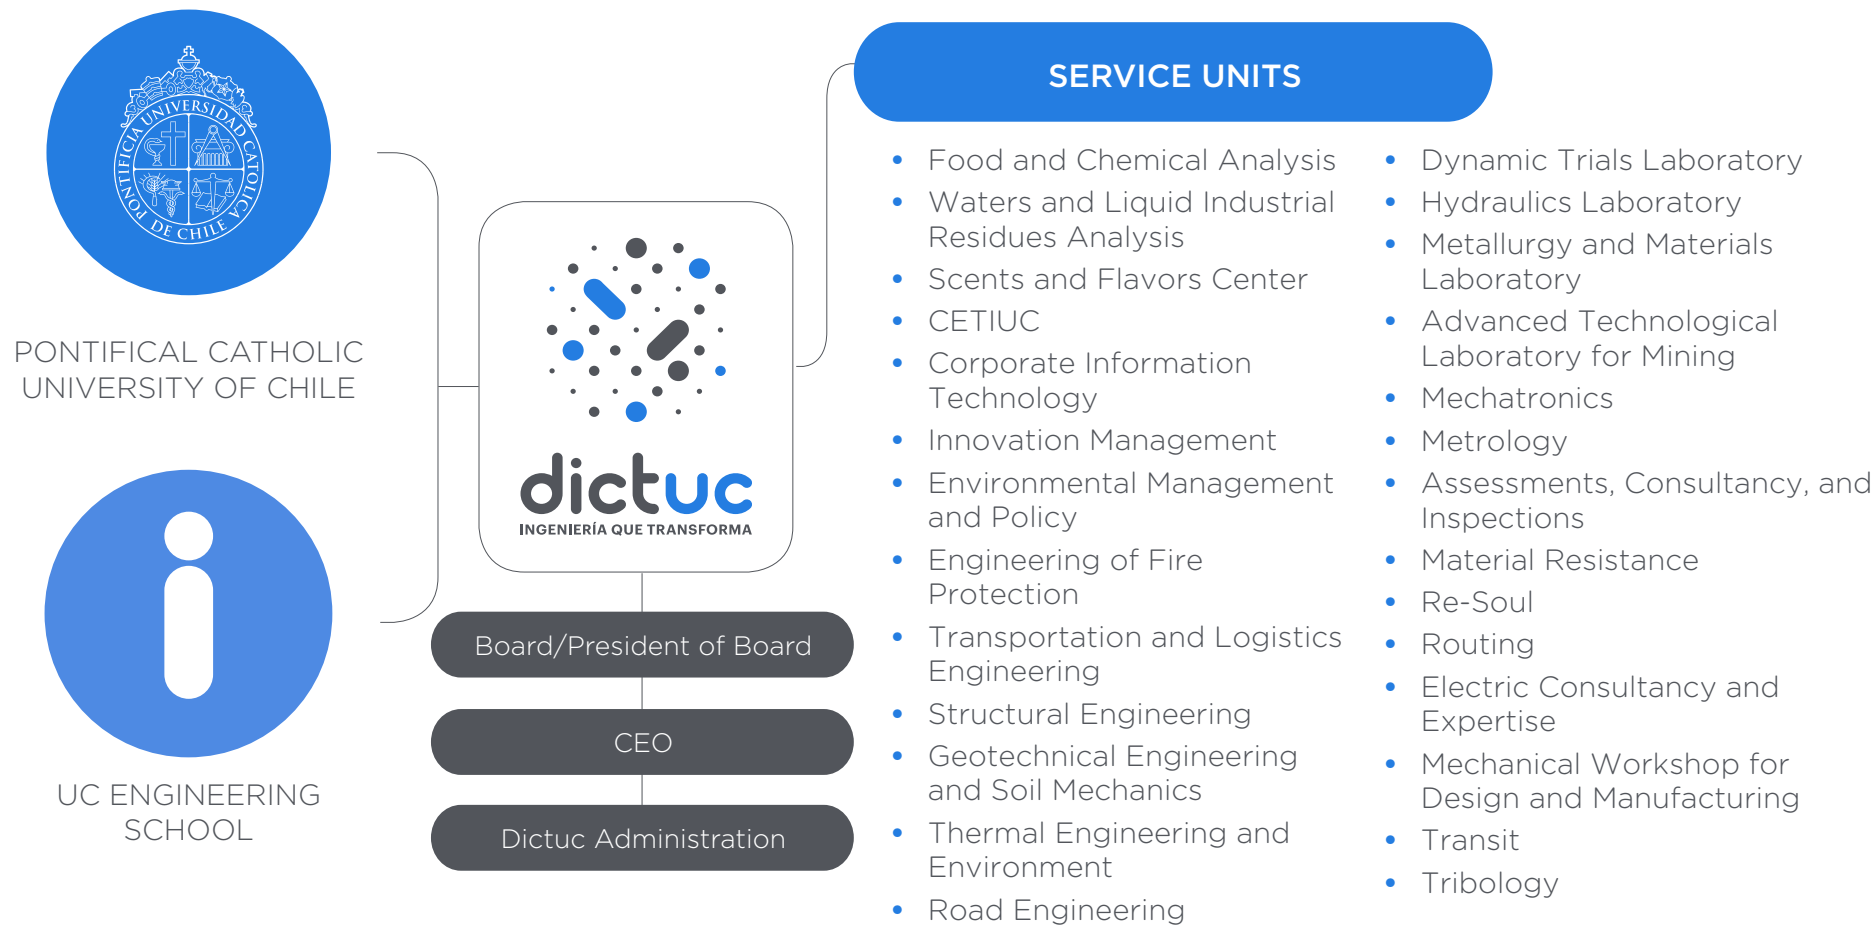 PONTIFICIA UNIVERSIDAD CATOLICA
DE CHILE
PONTIFICAL CATHOLIC
UNIVERSITY OF CHILE
UC ENGINEERING
SCHOOL
dictuc
INGENIERÍA QUE TRANSFORMA
Board/President of Board
CEO
Dictuc Administration
SERVICE UNITS
• Food and Chemical Analysis
• Waters and Liquid Industrial
Residues Analysis
• Scents and Flavors Center
• CETIUC
• Corporate Information
Technology
• Innovation Management
• Environmental Management
and Policy
• Engineering of Fire
Protection
• Transportation and Logistics
Engineering
• Structural Engineering
• Geotechnical Engineering
and Soil Mechanics
• Thermal Engineering and
Environment
• Road Engineering
• Dynamic Trials Laboratory
• Hydraulics Laboratory
• Metallurgy and Materials
Laboratory
• Advanced Technological
Laboratory for Mining
• Mechatronics
• Metrology
• Assessments, Consultancy, and
Inspections
• Material Resistance
• Re-Soul
• Routing
• Electric Consultancy and
Expertise
• Mechanical Workshop for
Design and Manufacturing
• Transit
• Tribology